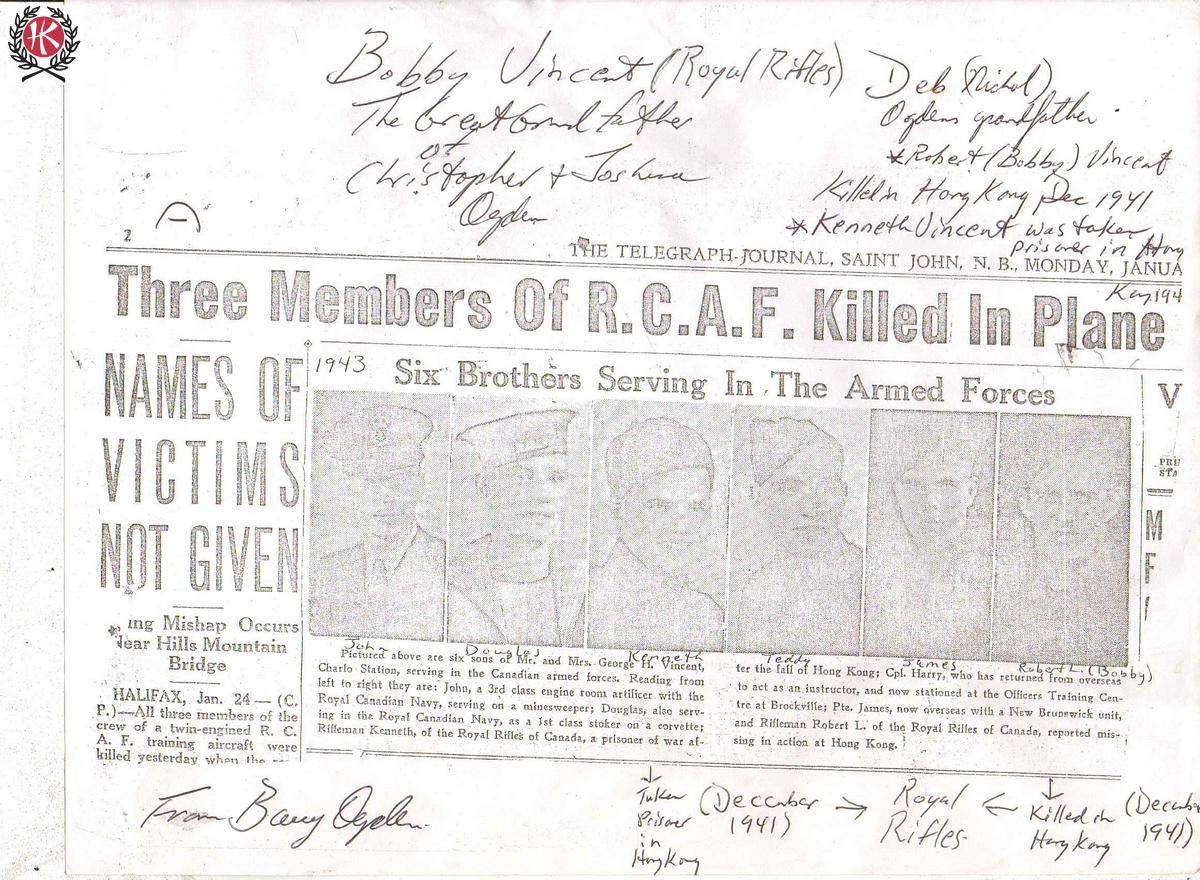 HK
Bobby Vincent (Royal Rifles)
The Great Grandfather
of
Christopher + Joshua
Ogden
Deb (Nichol)
Ogdens grandfather
*Robert (Bobby) Vincent
Killed in Hong Kong Dec 1941
*Kenneth Vincent was taken
prisoner in Hong
Kong 194
A
2
THE TELEGRAPH-JOURNAL, SAINT JOHN, N. B., MONDAY, JANUA
Three Members Of R.C.A.F. Killed In Plane
NAMES OF
VICTIMS
NOT GIVEN
ing Mishap Occurs
Near Hills Mountain
Bridge
HALIFAX, Jan. 24 — (C.
P.)—All three members of the
crew of a twin-engined R. C.
A. F. training aircraft were
killed yesterday when the
1943
Six Brothers Serving In The Armed Forces
John Douglas Kenneth Teddy James Robert L. (Bobby)
Pictured above are six sons of Mr. and Mrs. George H. Vincent,
Charlo Station, serving in the Canadian armed forces. Reading from
left to right they are: John, a 3rd class engine room artificer with the
Royal Canadian Navy, serving on a minesweeper; Douglas, also serv-
ing in the Royal Canadian Navy, as a 1st class stoker on a corvette;
Rifleman Kenneth, of the Royal Rifles of Canada, a prisoner of war af-
ter the fall of Hong Kong; Cpl. Harry, who has returned from overseas
to act as an instructor, and now stationed at the Officers Training Cen-
tre at Brockville; Pte. James, now overseas with a New Brunswick unit,
and Rifleman Robert L. of the Royal Rifles of Canada, reported mis-
sing in action at Hong Kong.
V
PRE
STA
M
F
From Barry Ogden
Taken
Prisoner
in
Hong Kong
(December
1941)
→ Royal
Rifles ←
Killed in
Hong Kong
(Decem
1941)